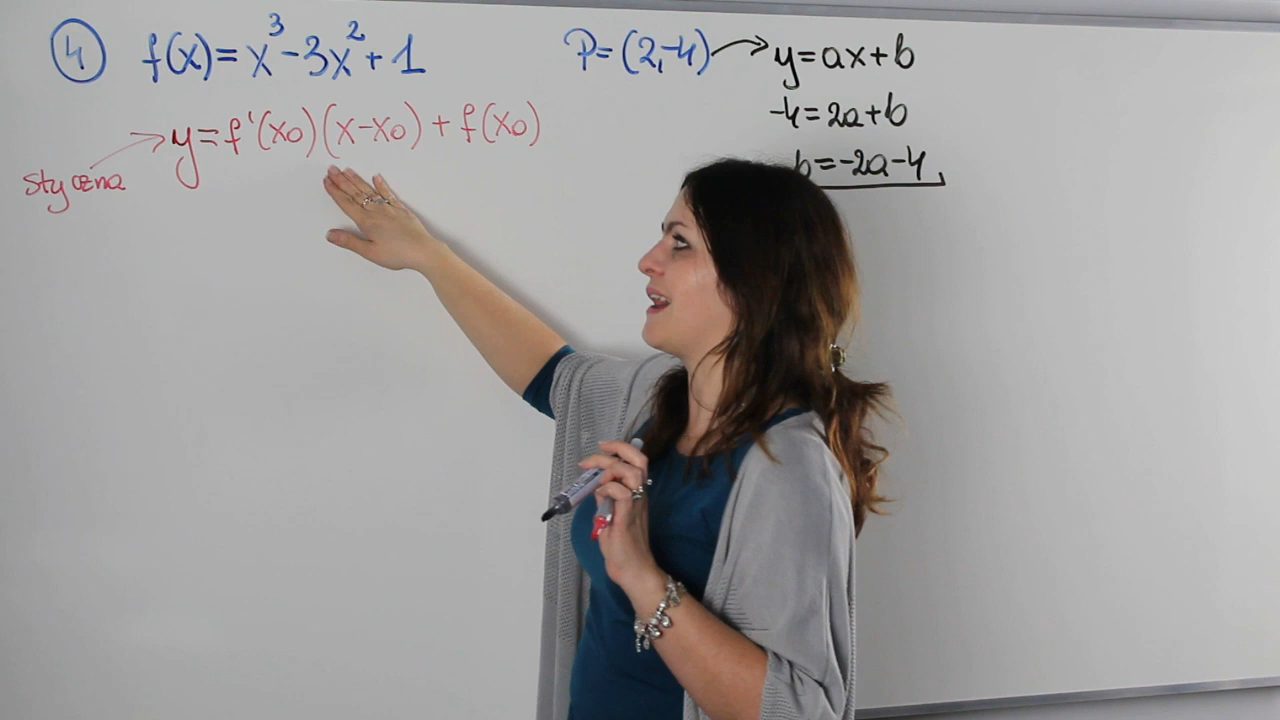 4 f(x)=x³-3x²+1
P=(2,-4) → y=ax+b
-4=2a+b
b=-2a-4
y=f'(x₀)(x-x₀)+f(x₀)
styczna